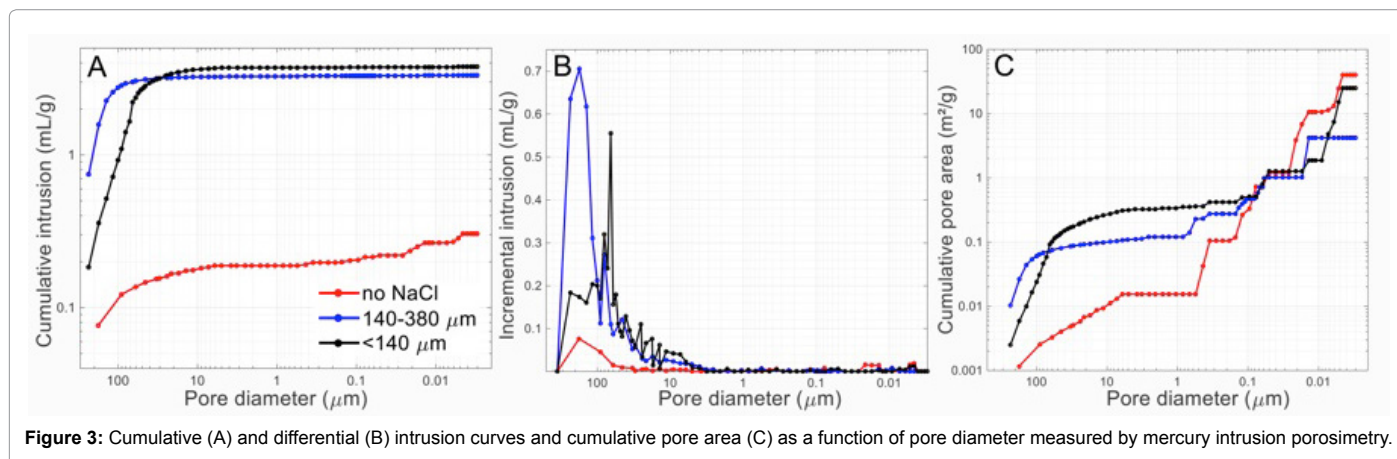 A
Cumulative intrusion (mL/g)
1
0.1
100 10 1 0.1 0.01
Pore diameter (μm)
no NaCl
140-380 μm
<140 μm
B
Incremental intrusion (mL/g)
0.7
0.6
0.5
0.4
0.3
0.2
0.1
100 10 1 0.1 0.01
Pore diameter (μm)
C
Cumulative pore area (m²/g)
100
10
1
0.1
0.01
0.001
100 10 1 0.1 0.01
Pore diameter (μm)
Figure 3: Cumulative (A) and differential (B) intrusion curves and cumulative pore area (C) as a function of pore diameter measured by mercury intrusion porosimetry.